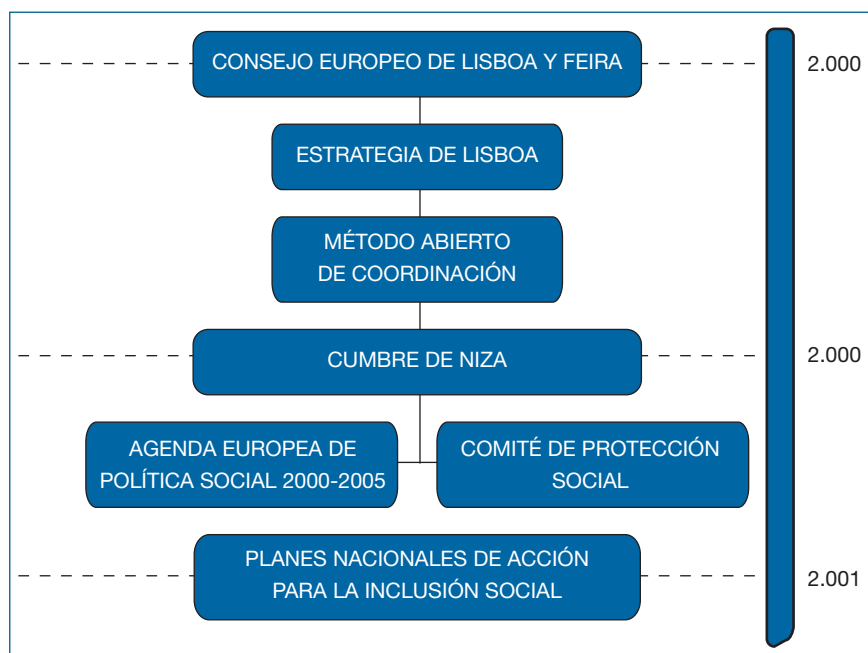 CONSEJO EUROPEO DE LISBOA Y FEIRA
2.000
ESTRATEGIA DE LISBOA
MÉTODO ABIERTO
DE COORDINACIÓN
CUMBRE DE NIZA
2.000
AGENDA EUROPEA DE
POLÍTICA SOCIAL 2000-2005
COMITÉ DE PROTECCIÓN
SOCIAL
PLANES NACIONALES DE ACCIÓN
PARA LA INCLUSIÓN SOCIAL
2.001